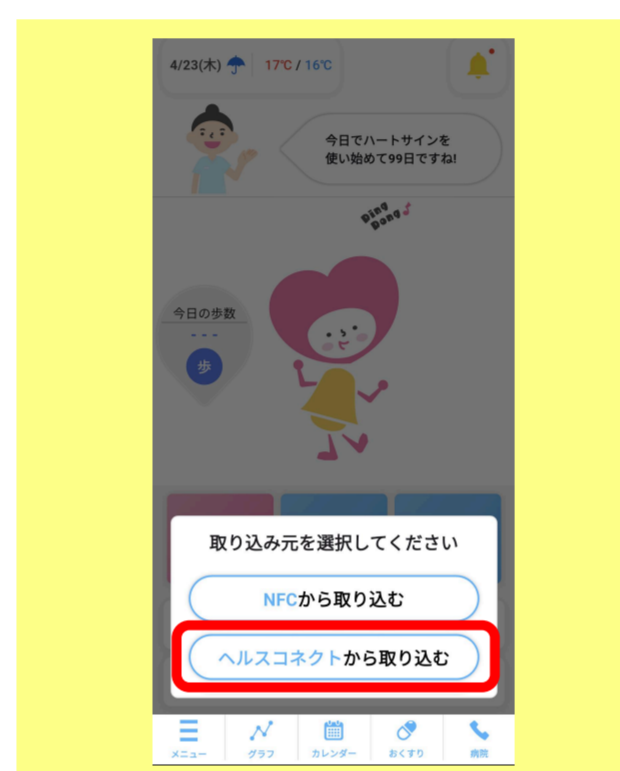 4/23(木) 17℃ / 16℃
今日でハートサインを
使い始めて99日ですね!
Ding
Dong
今日の歩数
---
歩
取り込み元を選択してください
NFCから取り込む
ヘルスコネクトから取り込む
メニュー グラフ カレンダー おくすり 病院